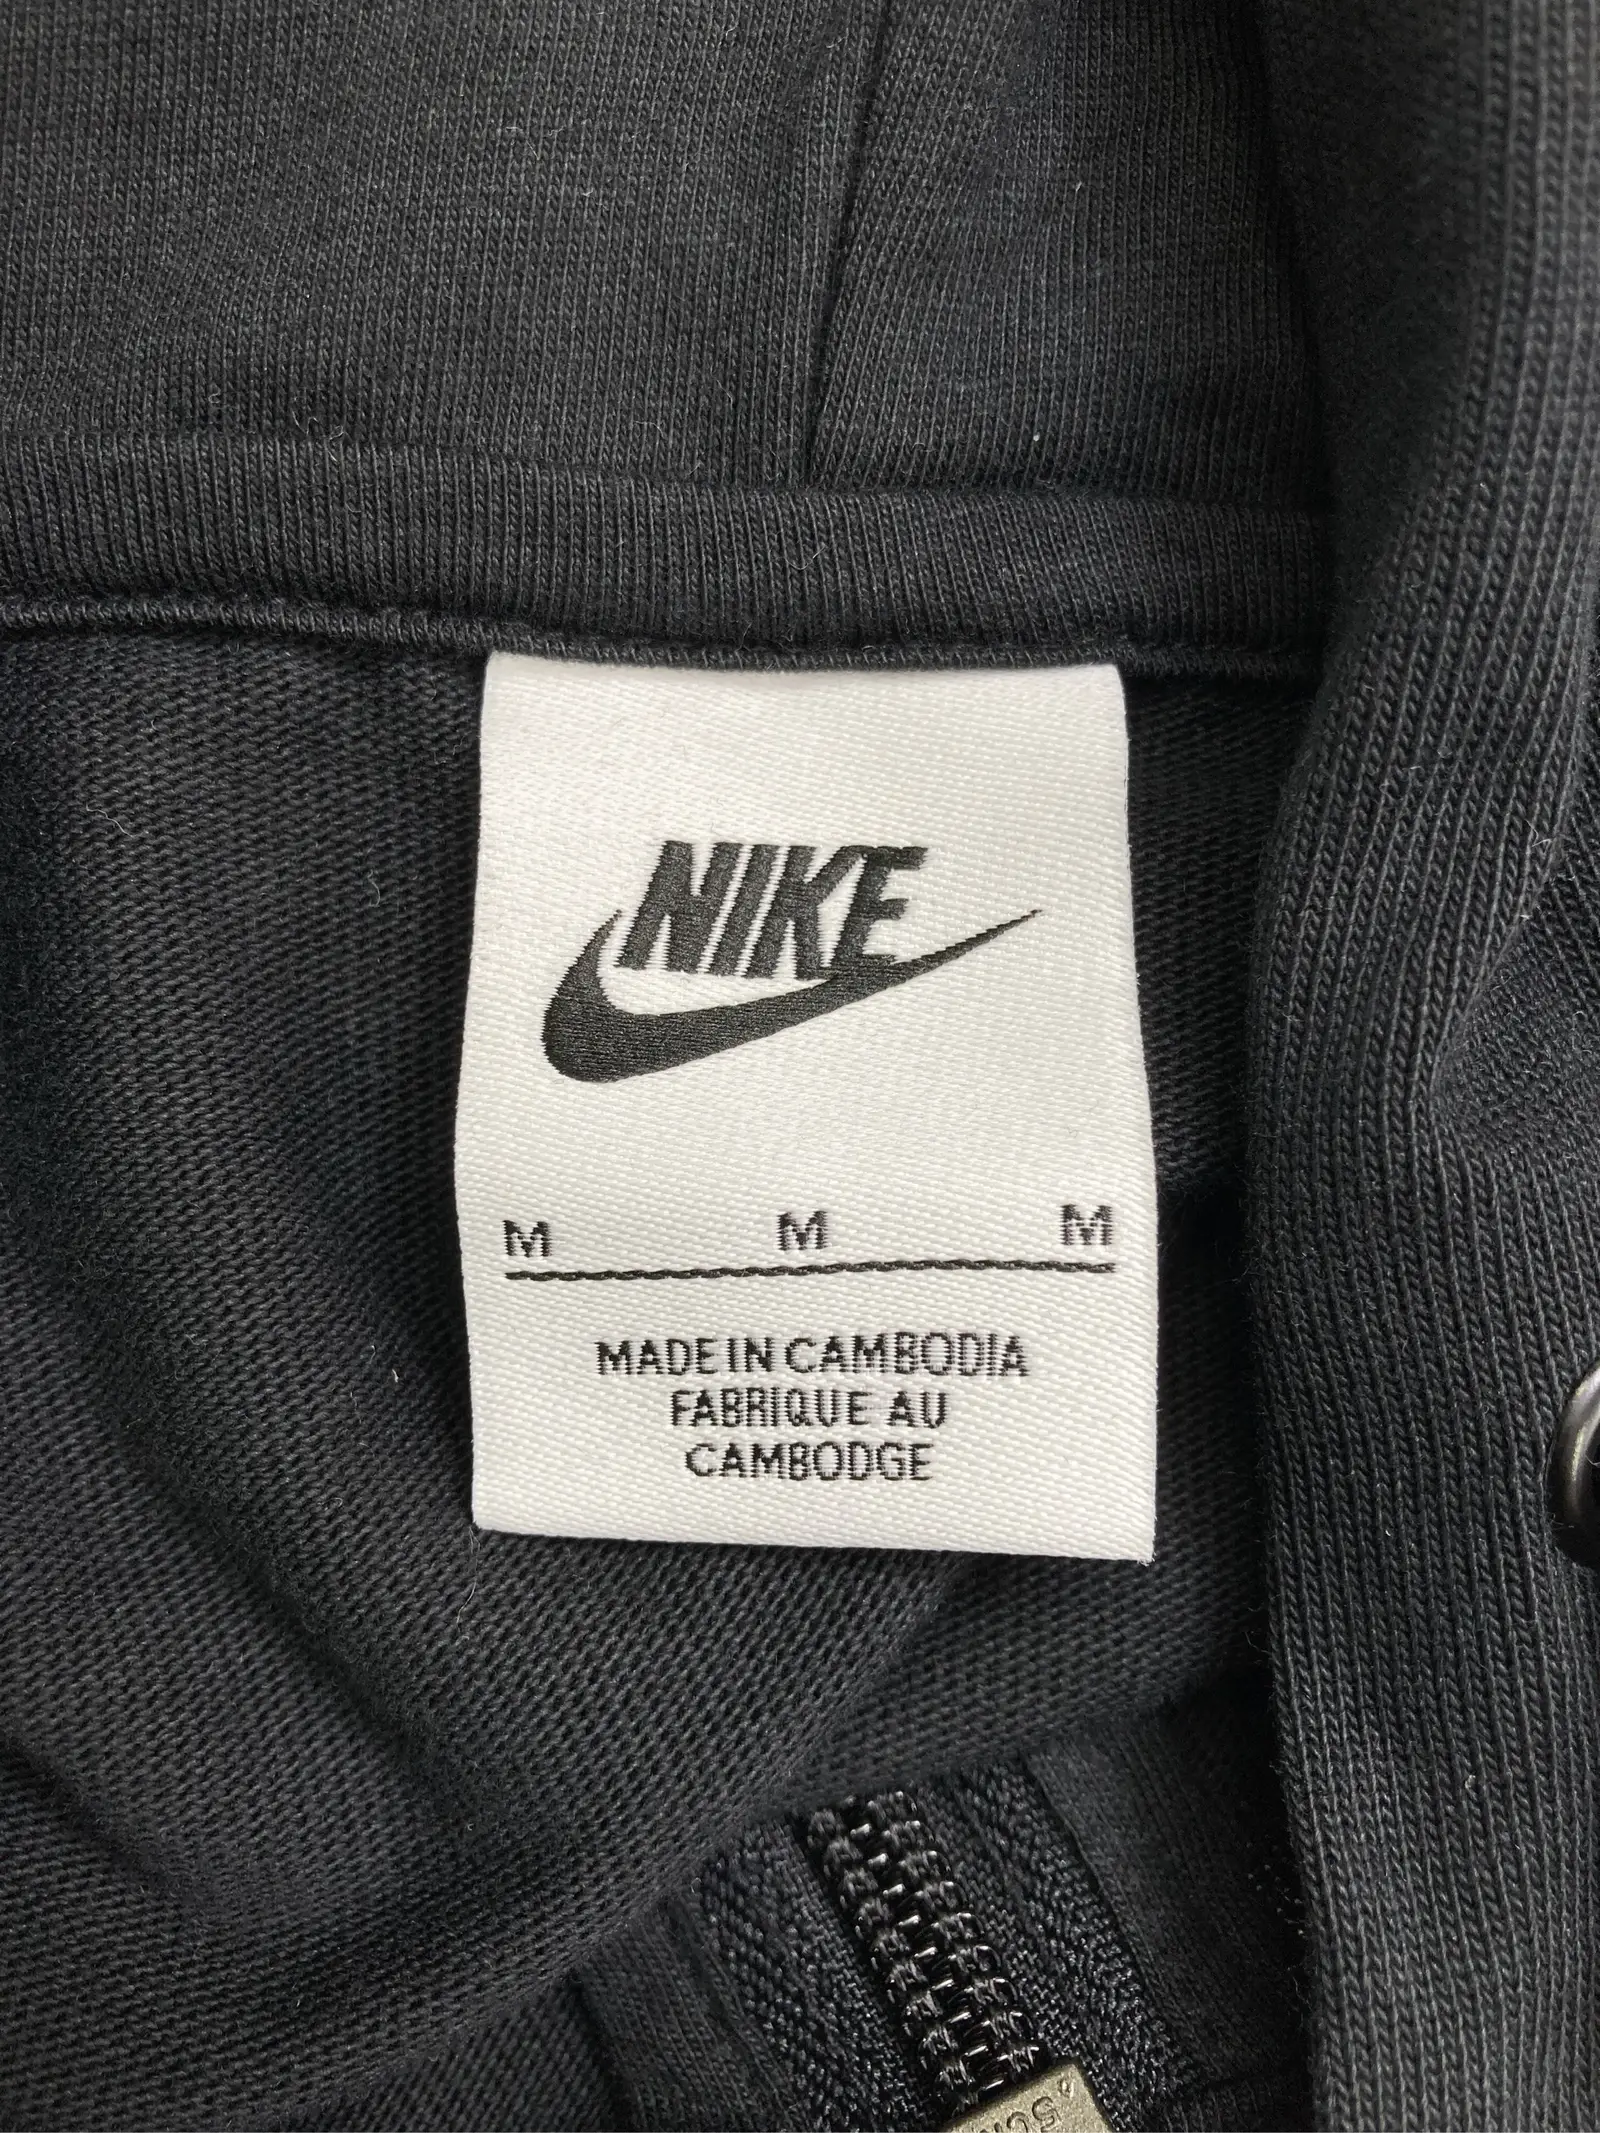 NIKE
M M M
MADE IN CAMBODIA
FABRIQUE AU
CAMBODGE